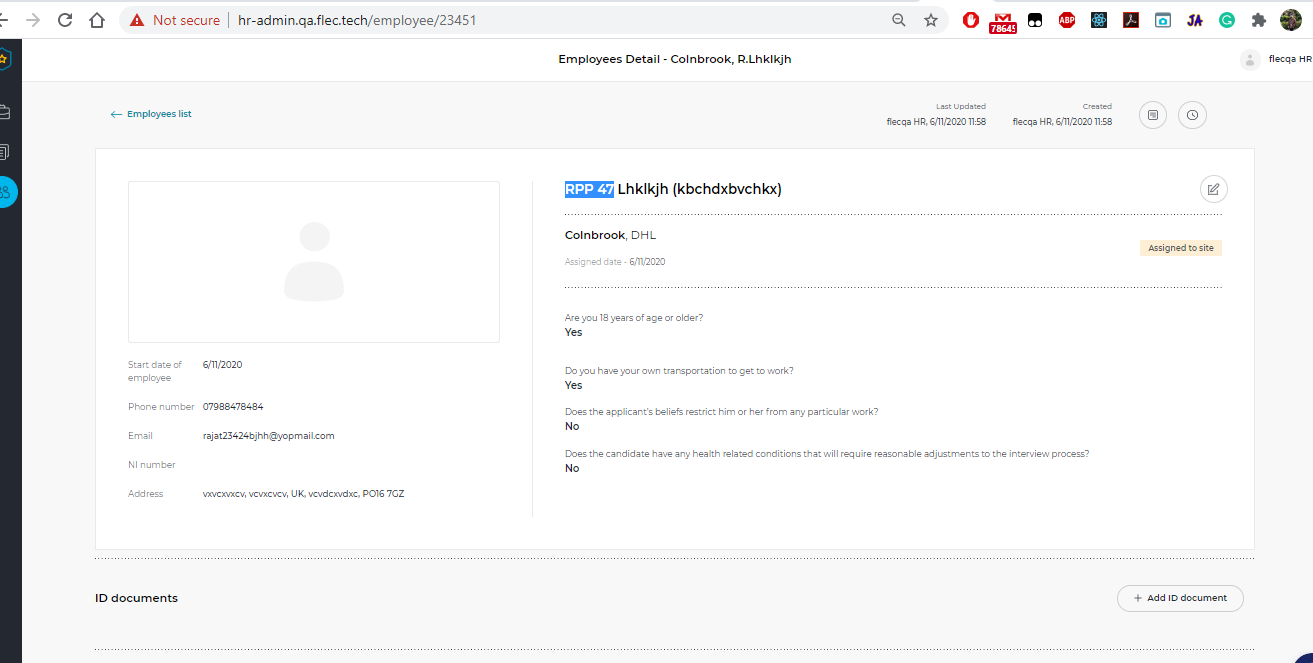 Not secure | hr-admin.qa.flec.tech/employee/23451
ABP
78645
JA
Employees Detail - Colnbrook, R.Lhklkjh
flecqa HR
← Employees list
Last Updated
flecqa HR, 6/11/2020 11:58
Created
flecqa HR, 6/11/2020 11:58
RPP 47 Lhklkjh (kbchdxbvchkx)
Colnbrook, DHL
Assigned date - 6/11/2020
Assigned to site
Are you 18 years of age or older?
Yes
Do you have your own transportation to get to work?
Yes
Does the applicant's beliefs restrict him or her from any particular work?
No
Does the candidate have any health related conditions that will require reasonable adjustments to the interview process?
No
Start date of
employee
6/11/2020
Phone number 07988478484
Email rajat23424bjhh@yopmail.com
NI number
Address vxvcxvxcv, vcvxcvcv, UK, vcvdcxvdxc, PO16 7GZ
ID documents
+ Add ID document